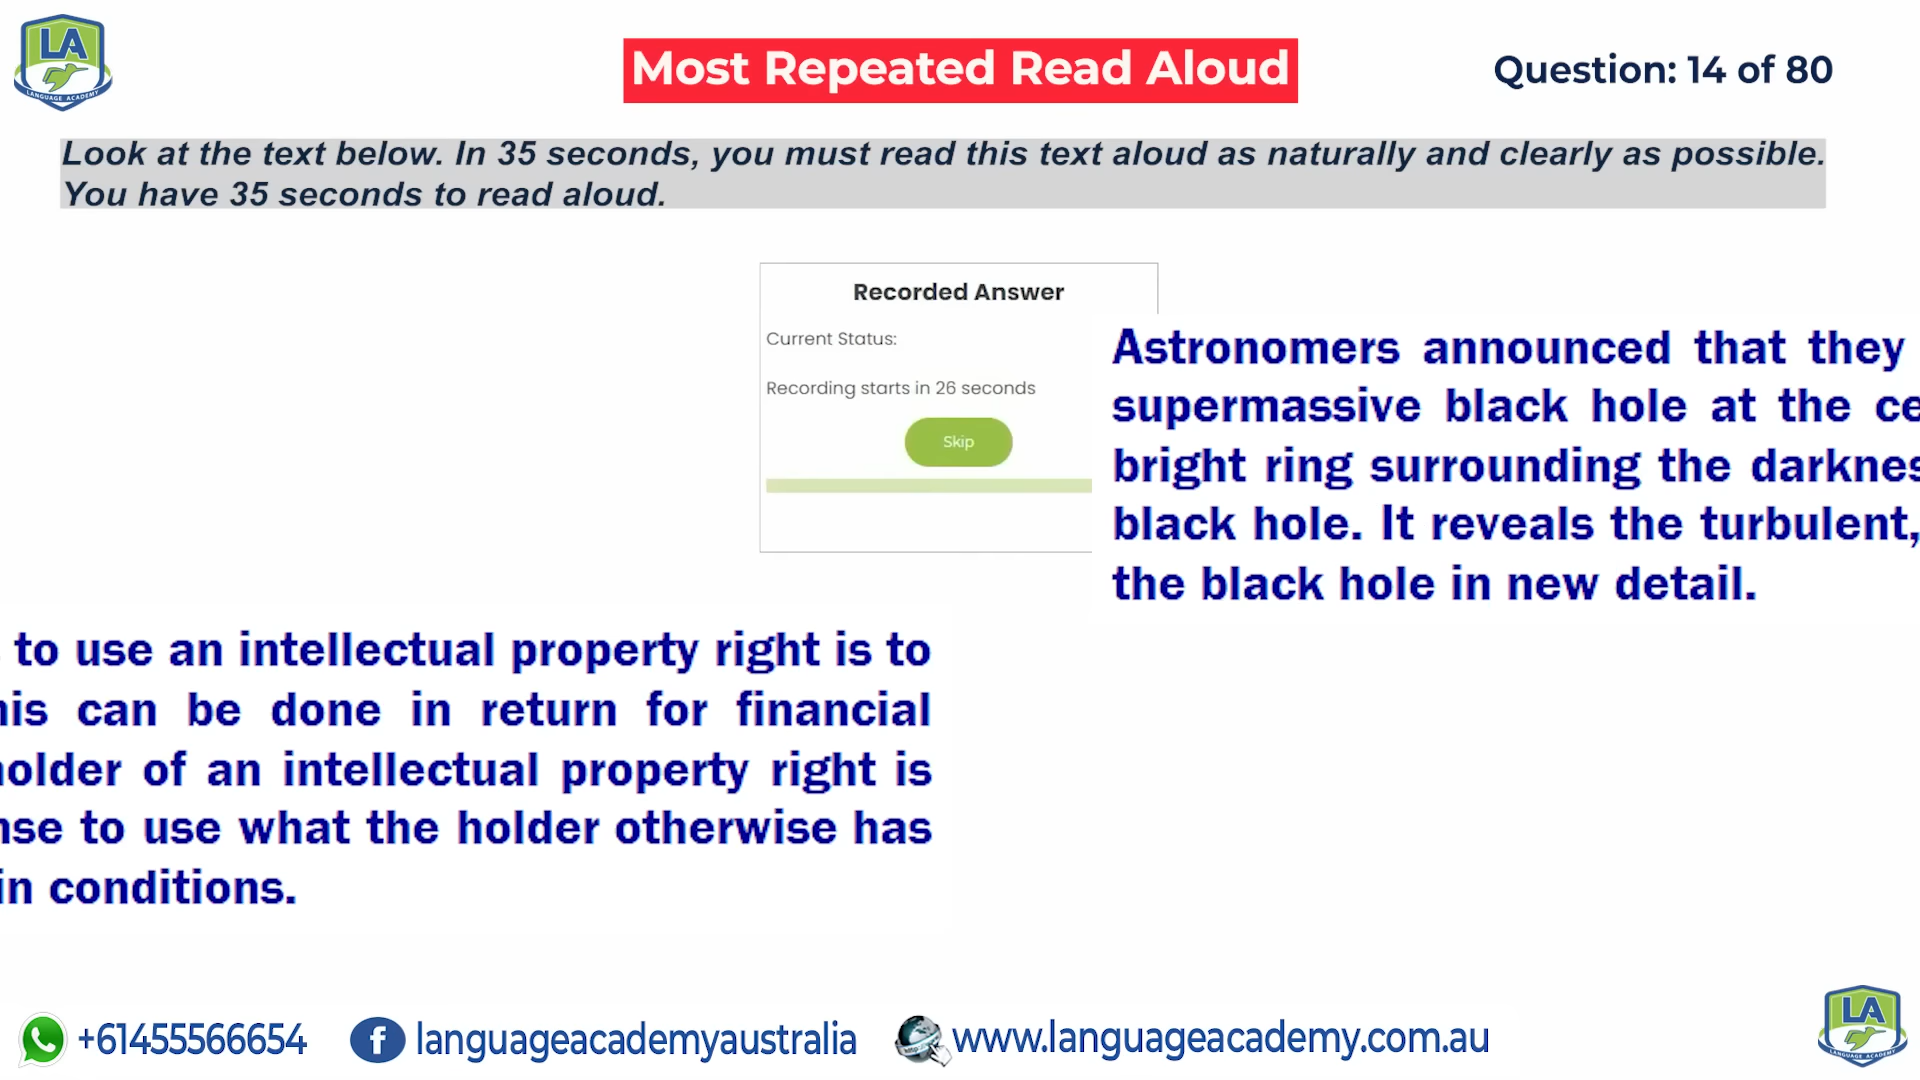 LA
LANGUAGE ACADEMY
Most Repeated Read Aloud
Question: 14 of 80
Look at the text below. In 35 seconds, you must read this text aloud as naturally and clearly as possible.
You have 35 seconds to read aloud.
Recorded Answer
Current Status:
Recording starts in 26 seconds
Skip
Astronomers announced that they
supermassive black hole at the
bright ring surrounding the
black hole. It reveals the turbulent,
the black hole in new detail.
to use an intellectual property right is to
can be done in return for financial
of an intellectual property right is
to use what the holder otherwise has
conditions.
+61455566654
languageacademyaustralia
www.languageacademy.com.au
LA
LANGUAGE ACADEMY